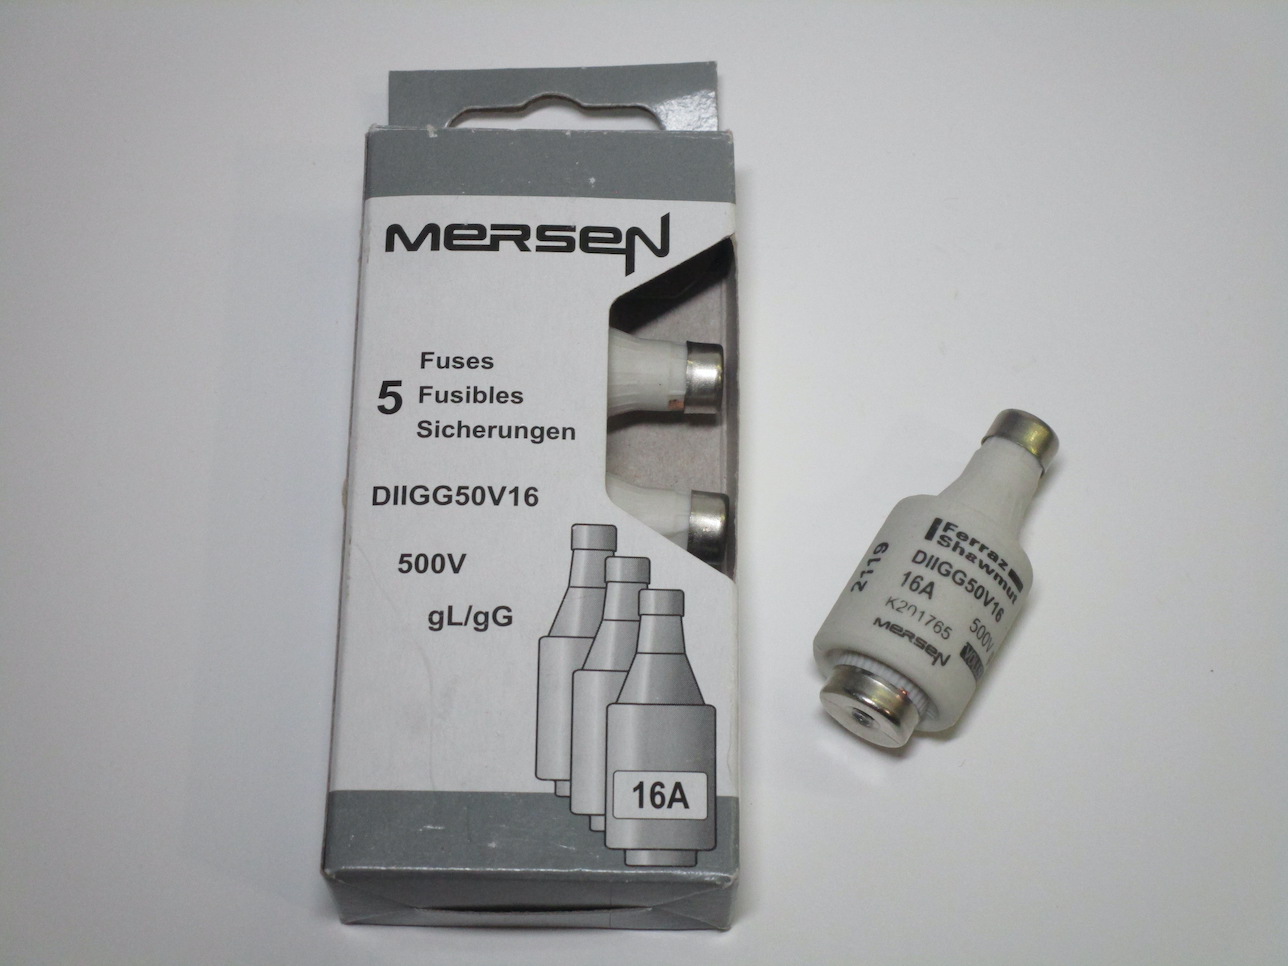 MERSEN
5
Fuses
Fusibles
Sicherungen
DIIGG50V16
500V
gL/gG
16A
Ferraz
Shawmut
2119
DIIGG50V16
16A
500V
K201765
MERSEN